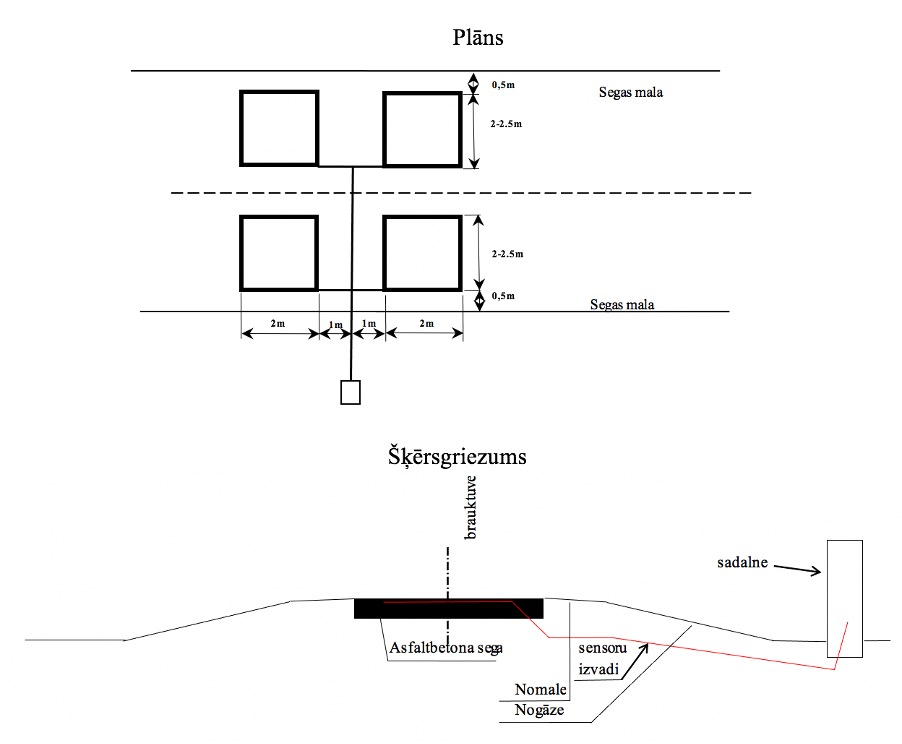 Plāns
0,5m
Segas mala
2-2.5m
2-2.5m
0,5m
Segas mala
2m
1m
1m
2m
Šķērsgriezums
brauktuve
sadalne
Asfaltbetona sega
sensoru
izvadi
Nomale
Nogāze